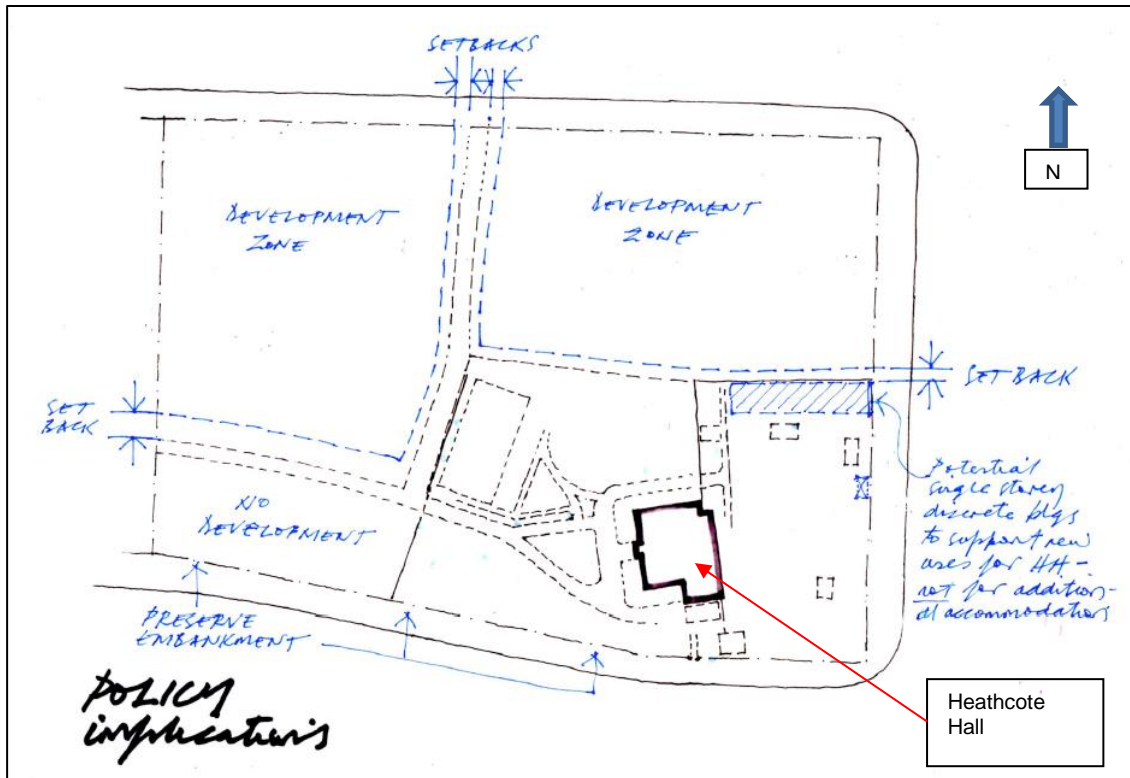 SETBACKS
N
DEVELOPMENT
ZONE
DEVELOPMENT
ZONE
SET BACK
SET
BACK
NO
DEVELOPMENT
Potential
single storey
discrete bldgs
to support new
uses for HH -
not for addition-
al accommodations
PRESERVE
EMBANKMENT
POLICY
implications
Heathcote
Hall